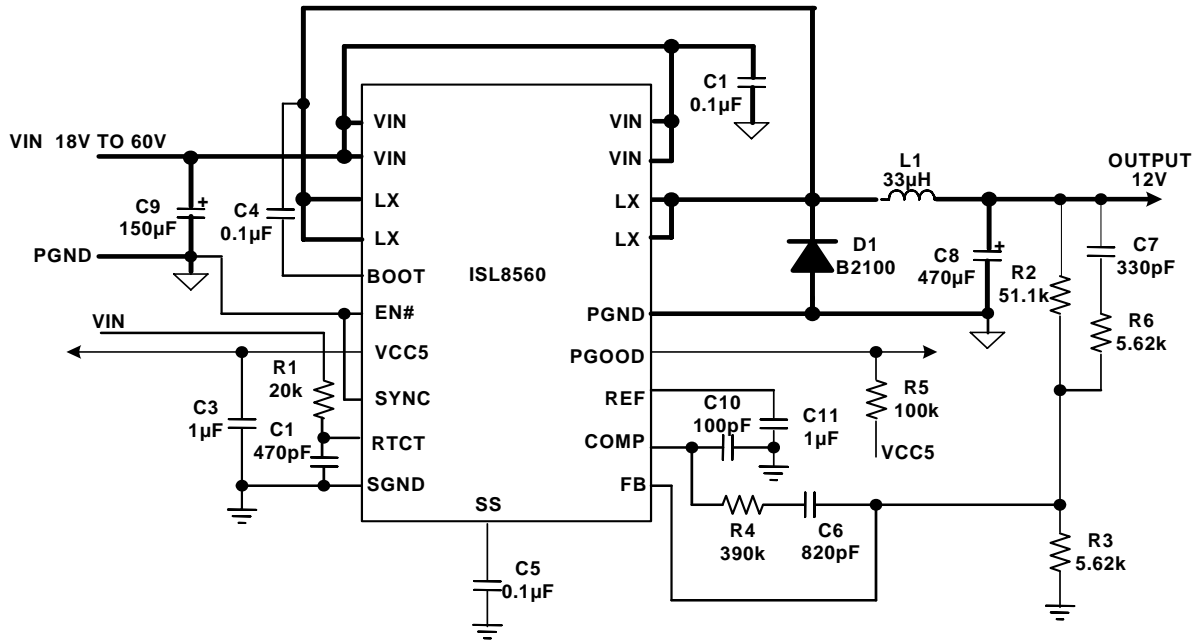 C1
0.1µF
VIN 18V TO 60V
C9
150µF
+
PGND
C4
0.1µF
VIN
VIN
LX
LX
BOOT
EN#
VCC5
SYNC
RTCT
SGND
SS
ISL8560
VIN
VIN
LX
LX
PGND
PGOOD
REF
COMP
FB
L1
33µH
OUTPUT
12V
D1
B2100
C8
470µF
+
R2
51.1k
C7
330pF
R6
5.62k
VIN
R1
20k
C3
1µF
C1
470pF
C10
100pF
C11
1µF
R5
100k
VCC5
R4
390k
C6
820pF
R3
5.62k
C5
0.1µF